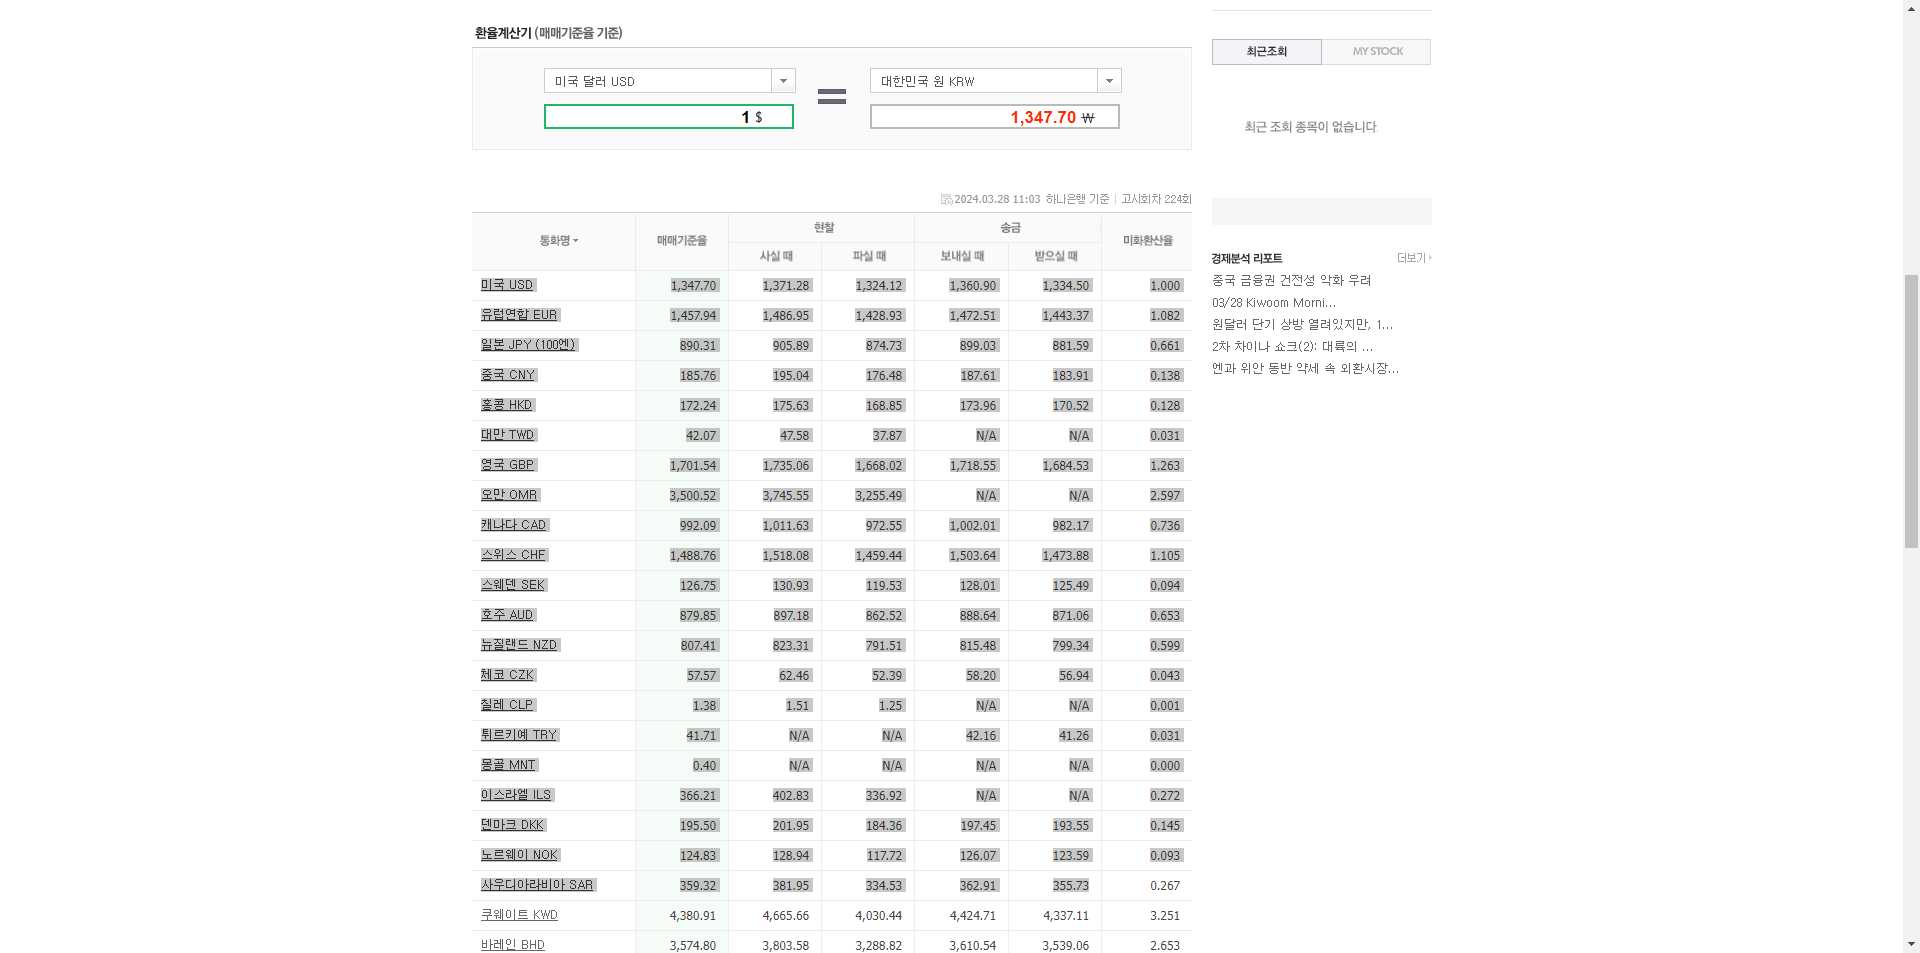 환율계산기 (매매기준율 기준)
미국 달러 USD
대한민국 원 KRW
1 $
1,347.70 ₩
2024.03.28 11:03 하나은행 기준 고시회차 224회
통화명 매매기준율 현찰 송금 미화환산율
사실 때 파실 때 보내실 때 받으실 때
미국 USD 1,347.70 1,371.28 1,324.12 1,360.90 1,334.50 1.000
유럽연합 EUR 1,457.94 1,486.95 1,428.93 1,472.51 1,443.37 1.082
일본 JPY (100엔) 890.31 905.89 874.73 899.03 881.59 0.661
중국 CNY 185.76 195.04 176.48 187.61 183.91 0.138
홍콩 HKD 172.24 175.63 168.85 173.96 170.52 0.128
대만 TWD 42.07 47.58 37.87 N/A N/A 0.031
영국 GBP 1,701.54 1,735.06 1,668.02 1,718.55 1,684.53 1.263
오만 OMR 3,500.52 3,745.55 3,255.49 N/A N/A 2.597
캐나다 CAD 992.09 1,011.63 972.55 1,002.01 982.17 0.736
스위스 CHF 1,488.76 1,518.08 1,459.44 1,503.64 1,473.88 1.105
스웨덴 SEK 126.75 130.93 119.53 128.01 125.49 0.094
호주 AUD 879.85 897.18 862.52 888.64 871.06 0.653
뉴질랜드 NZD 807.41 823.31 791.51 815.48 799.34 0.599
체코 CZK 57.57 62.46 52.39 58.20 56.94 0.043
칠레 CLP 1.38 1.51 1.25 N/A N/A 0.001
튀르키예 TRY 41.71 N/A N/A 42.16 41.26 0.031
몽골 MNT 0.40 N/A N/A N/A N/A 0.000
이스라엘 ILS 366.21 402.83 336.92 N/A N/A 0.272
덴마크 DKK 195.50 201.95 184.36 197.45 193.55 0.145
노르웨이 NOK 124.83 128.94 117.72 126.07 123.59 0.093
사우디아라비아 SAR 359.32 381.95 334.53 362.91 355.73 0.267
쿠웨이트 KWD 4,380.91 4,665.66 4,030.44 4,424.71 4,337.11 3.251
바레인 BHD 3,574.80 3,803.58 3,288.82 3,610.54 3,539.06 2.653
최근조회 MY STOCK
최근 조회 종목이 없습니다.
경제분석 리포트 더보기
중국 금융권 건전성 악화 우려
03/28 Kiwoom Morni...
원달러 단기 상방 열려있지만, 1...
2차 차이나 쇼크(2): 대륙의 ...
엔과 위안 동반 약세 속 외환시장...